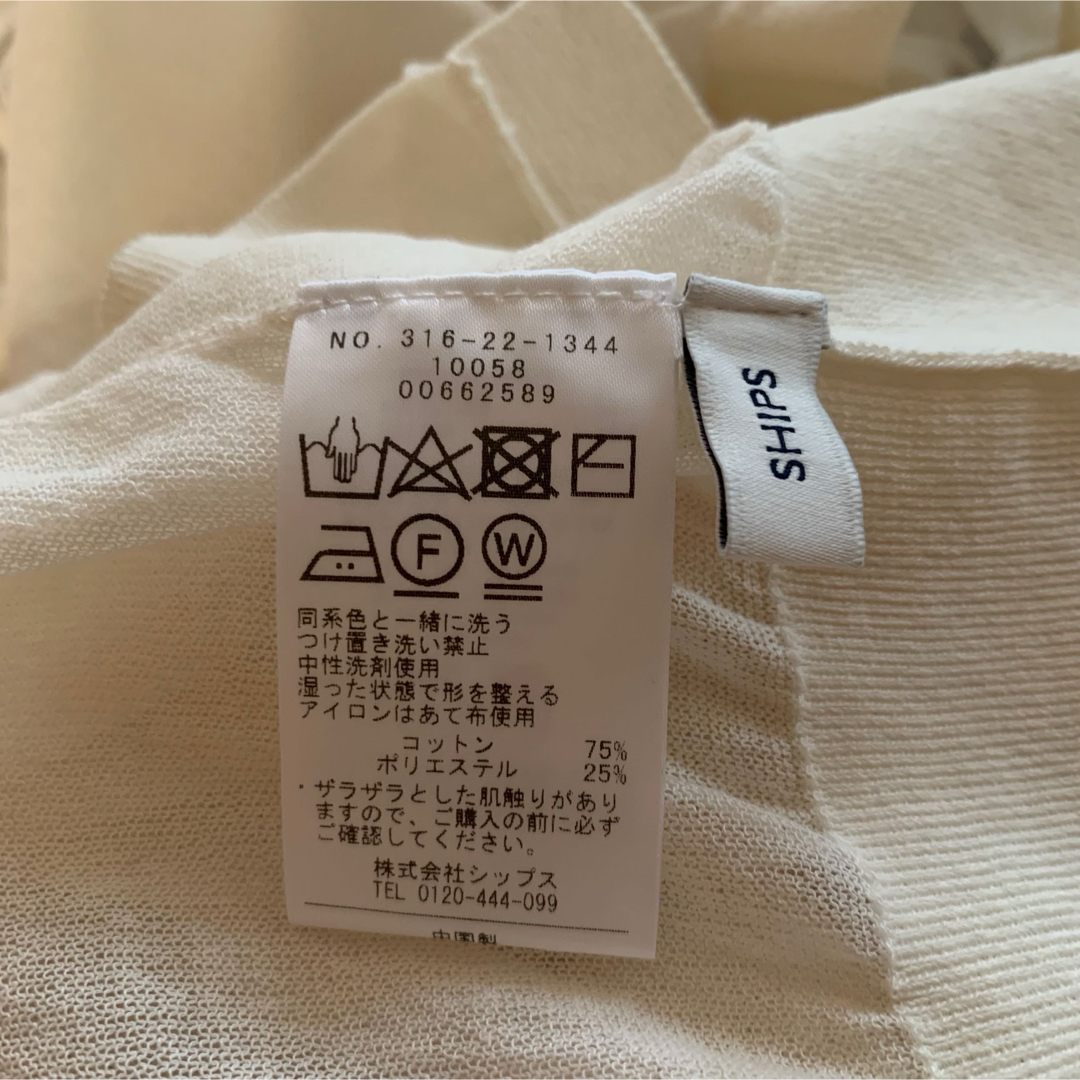 NO. 316-22-1344
10058
00662589
SHIPS
F
W
同系色と一緒に洗う
つけ置き洗い禁止
中性洗剤使用
湿った状態で形を整える
アイロンはあて布使用
コットン 75%
ポリエステル 25%
・ザラザラとした肌触りがあり
ますので、ご購入の前に必ず
ご確認してください。
株式会社シップス
TEL 0120-444-099
中国製